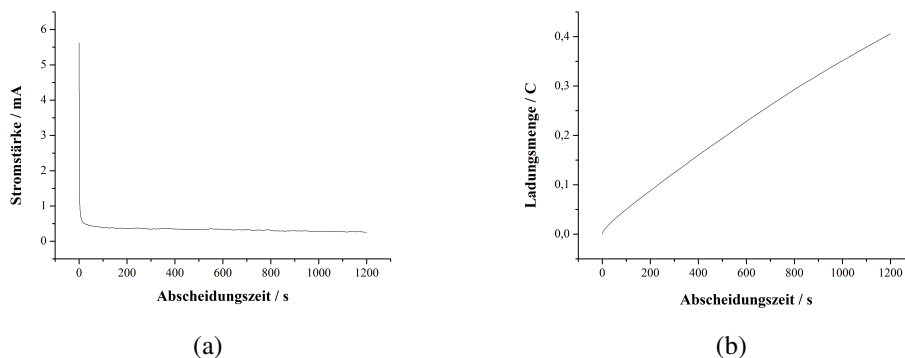 6
5
4
3
2
1
0
Stromstärke / mA
0 200 400 600 800 1000 1200
Abscheidungszeit / s
(a)
0,4
0,3
0,2
0,1
0,0
Ladungsmenge / C
0 200 400 600 800 1000 1200
Abscheidungszeit / s
(b)